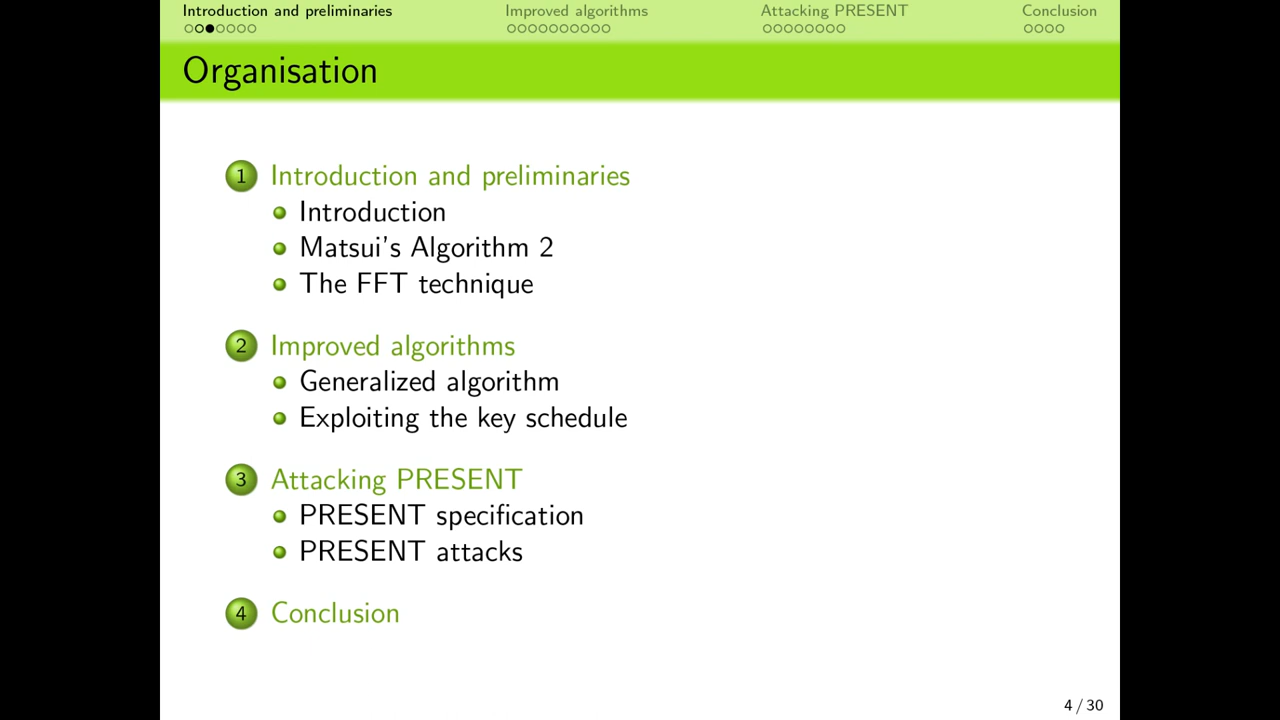 Introduction and preliminaries Improved algorithms Attacking PRESENT Conclusion
Organisation
1 Introduction and preliminaries
Introduction
Matsui's Algorithm 2
The FFT technique
2 Improved algorithms
Generalized algorithm
Exploiting the key schedule
3 Attacking PRESENT
PRESENT specification
PRESENT attacks
4 Conclusion
4 / 30